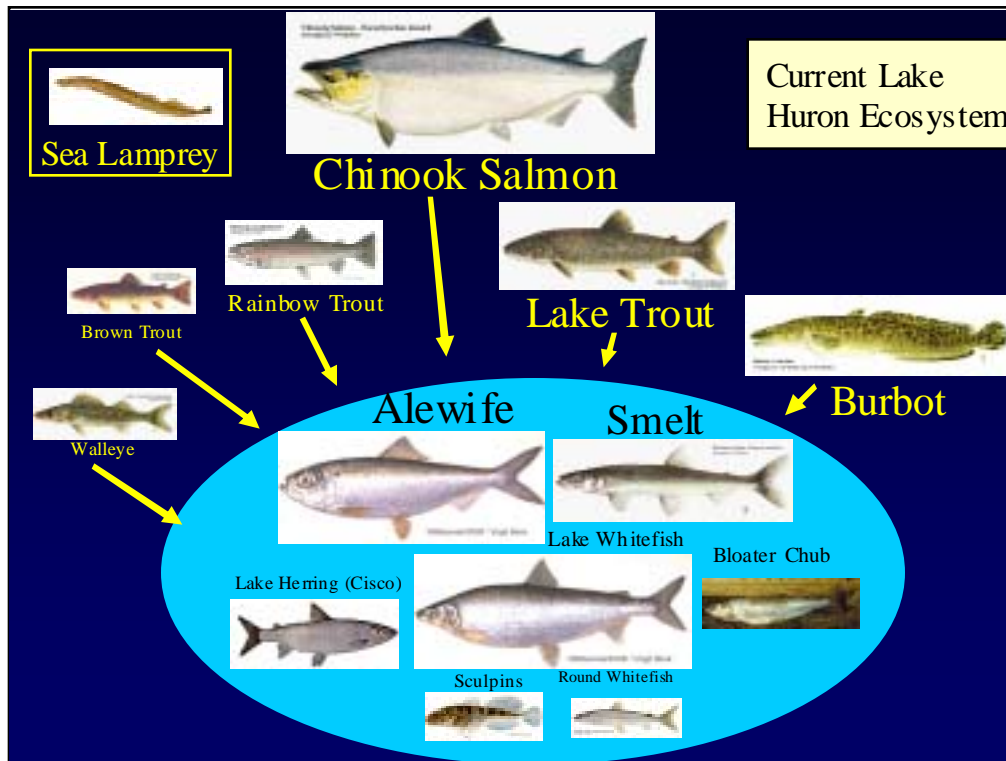 Current Lake
Huron Ecosystem
Sea Lamprey
Chinook Salmon
Rainbow Trout
Lake Trout
Brown Trout
Burbot
Walleye
Alewife
Smelt
Lake Whitefish
Bloater Chub
Lake Herring (Cisco)
Sculpins
Round Whitefish